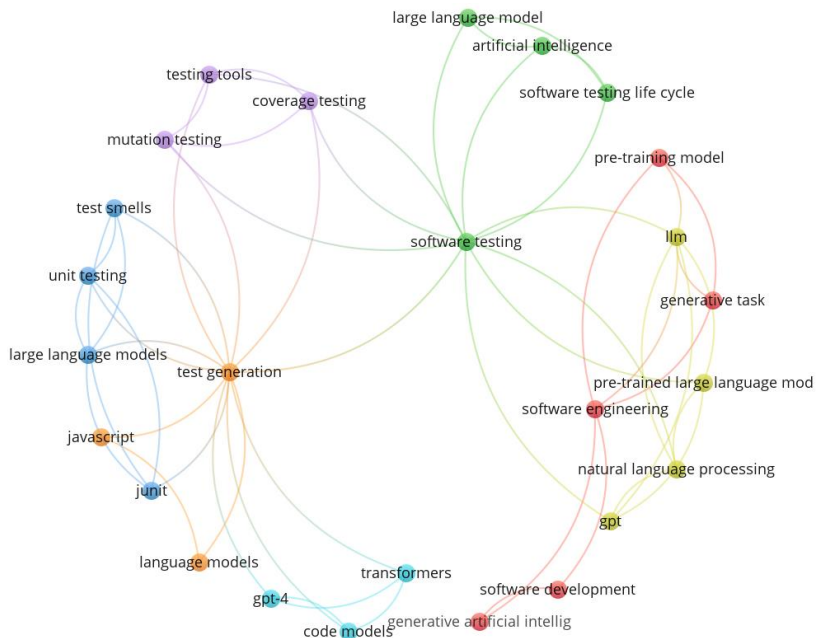 large language model
artificial intelligence
testing tools
software testing life cycle
coverage testing
mutation testing
pre-training model
test smells
llm
software testing
unit testing
generative task
large language models
test generation
pre-trained large language mod
software engineering
javascript
natural language processing
junit
gpt
language models
transformers
software development
gpt-4
generative artificial intellig
code models